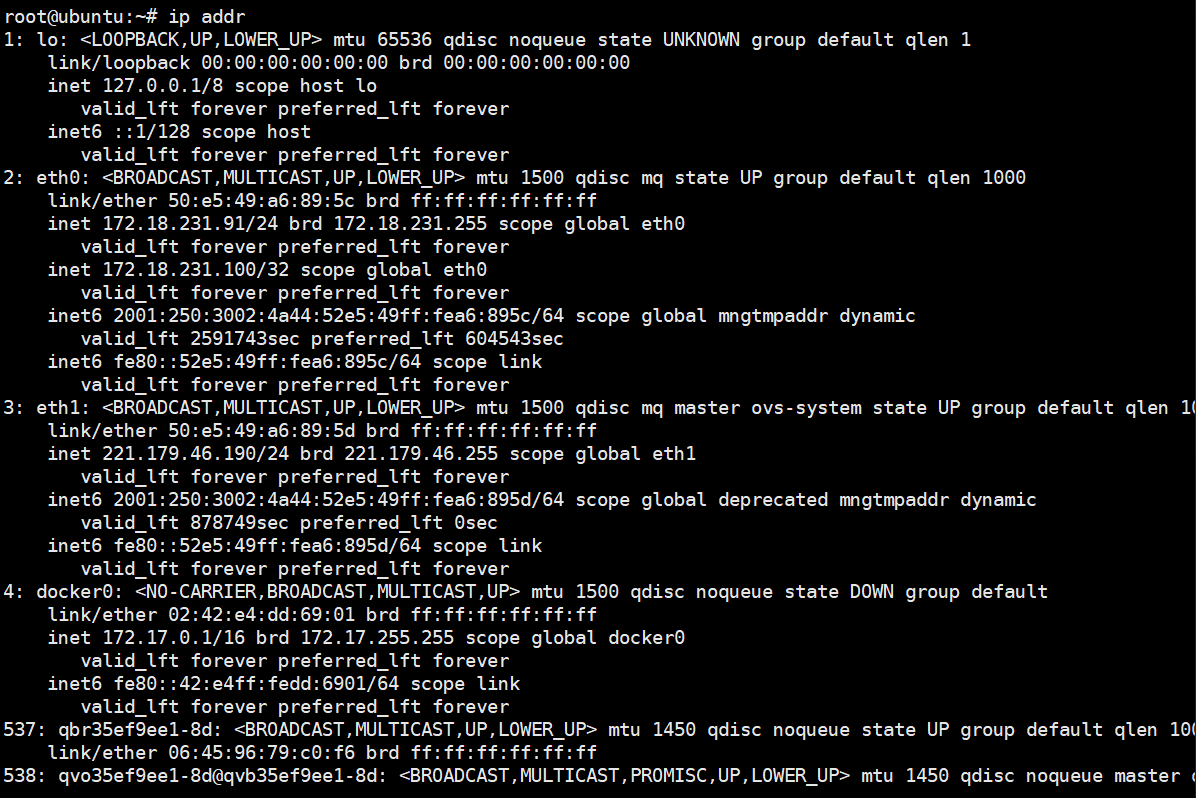 root@ubuntu:~# ip addr
1: lo: <LOOPBACK,UP,LOWER_UP> mtu 65536 qdisc noqueue state UNKNOWN group default qlen 1
    link/loopback 00:00:00:00:00:00 brd 00:00:00:00:00:00
    inet 127.0.0.1/8 scope host lo
       valid_lft forever preferred_lft forever
    inet6 ::1/128 scope host
       valid_lft forever preferred_lft forever
2: eth0: <BROADCAST,MULTICAST,UP,LOWER_UP> mtu 1500 qdisc mq state UP group default qlen 1000
    link/ether 50:e5:49:a6:89:5c brd ff:ff:ff:ff:ff:ff
    inet 172.18.231.91/24 brd 172.18.231.255 scope global eth0
       valid_lft forever preferred_lft forever
    inet 172.18.231.100/32 scope global eth0
       valid_lft forever preferred_lft forever
    inet6 2001:250:3002:4a44:52e5:49ff:fea6:895c/64 scope global mngtmpaddr dynamic
       valid_lft 2591743sec preferred_lft 604543sec
    inet6 fe80::52e5:49ff:fea6:895c/64 scope link
       valid_lft forever preferred_lft forever
3: eth1: <BROADCAST,MULTICAST,UP,LOWER_UP> mtu 1500 qdisc mq master ovs-system state UP group default qlen
    link/ether 50:e5:49:a6:89:5d brd ff:ff:ff:ff:ff:ff
    inet 221.179.46.190/24 brd 221.179.46.255 scope global eth1
       valid_lft forever preferred_lft forever
    inet6 2001:250:3002:4a44:52e5:49ff:fea6:895d/64 scope global deprecated mngtmpaddr dynamic
       valid_lft 878749sec preferred_lft 0sec
    inet6 fe80::52e5:49ff:fea6:895d/64 scope link
       valid_lft forever preferred_lft forever
4: docker0: <NO-CARRIER,BROADCAST,MULTICAST,UP> mtu 1500 qdisc noqueue state DOWN group default
    link/ether 02:42:e4:dd:69:01 brd ff:ff:ff:ff:ff:ff
    inet 172.17.0.1/16 brd 172.17.255.255 scope global docker0
       valid_lft forever preferred_lft forever
    inet6 fe80::42:e4ff:fedd:6901/64 scope link
       valid_lft forever preferred_lft forever
537: qbr35ef9ee1-8d: <BROADCAST,MULTICAST,UP,LOWER_UP> mtu 1450 qdisc noqueue state UP group default qlen
    link/ether 06:45:96:79:c0:f6 brd ff:ff:ff:ff:ff:ff
538: qvo35ef9ee1-8d@qvb35ef9ee1-8d: <BROADCAST,MULTICAST,PROMISC,UP,LOWER_UP> mtu 1450 qdisc noqueue master